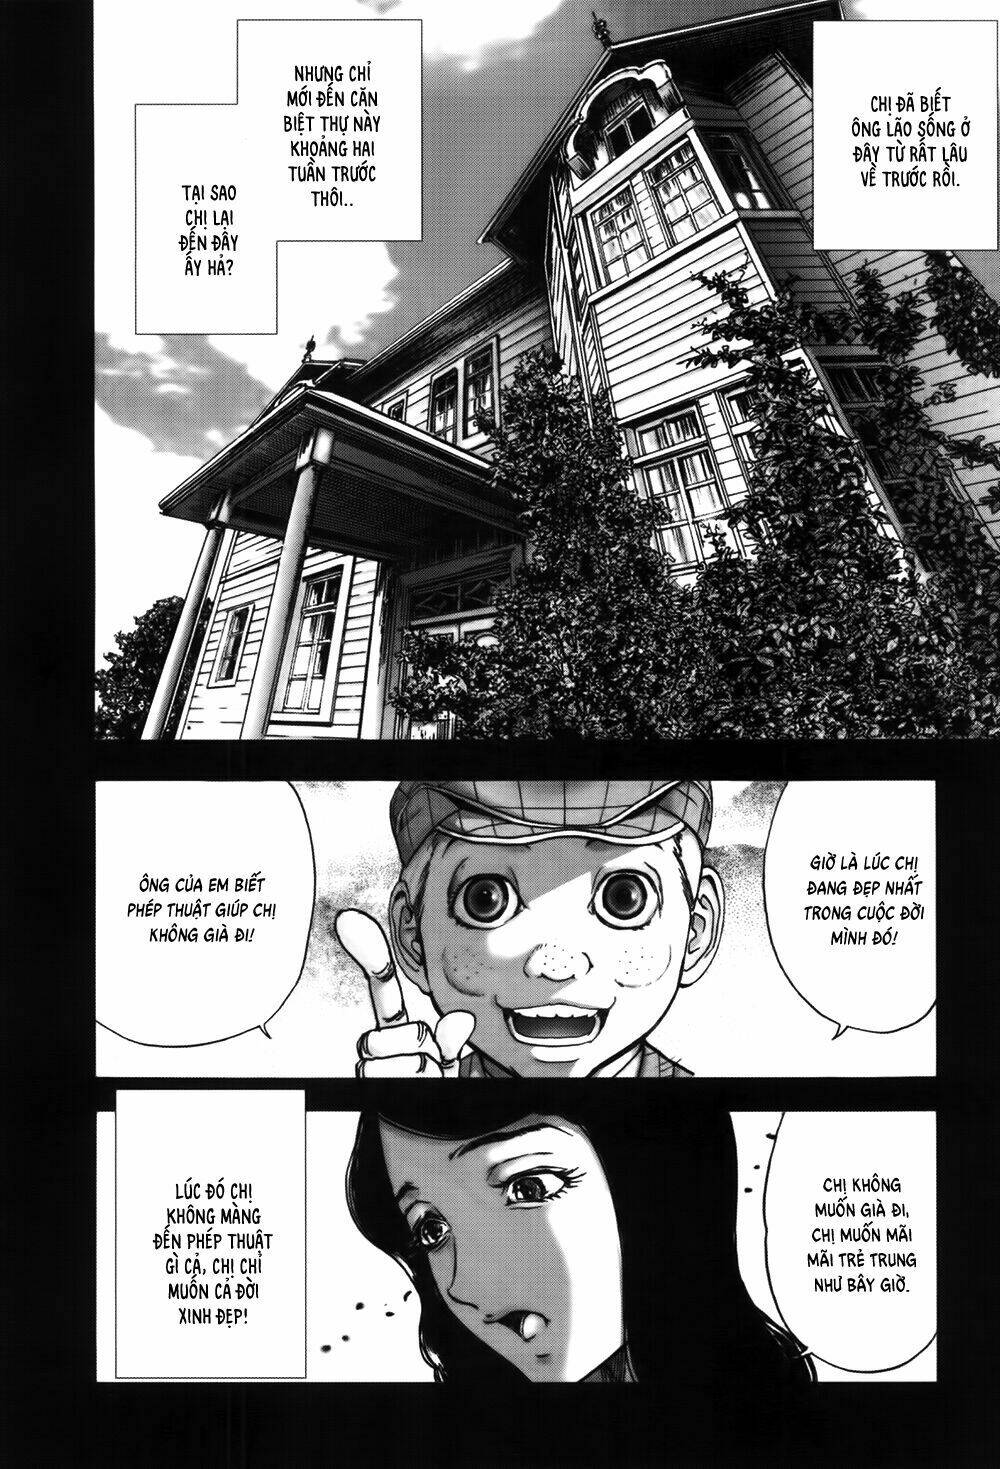 CHỊ ĐÃ BIẾT
ÔNG LÃO SỐNG Ở
ĐÂY TỪ RẤT LÂU
VỀ TRƯỚC RỒI.
NHƯNG CHỈ
MỚI ĐẾN CĂN
BIỆT THỰ NÀY
KHOẢNG HAI
TUẦN TRƯỚC
THÔI..
TẠI SAO
CHỊ LẠI
ĐẾN ĐÂY
ẤY HẢ?
GIỜ LÀ LÚC CHỊ
ĐANG ĐẸP NHẤT
TRONG CUỘC ĐỜI
MÌNH ĐÓ!
ÔNG CỦA EM BIẾT
PHÉP THUẬT GIÚP CHỊ
KHÔNG GIÀ ĐI!
CHỊ KHÔNG
MUỐN GIÀ ĐI,
CHỊ MUỐN MÃI
MÃI TRẺ TRUNG
NHƯ BÂY GIỜ.
LÚC ĐÓ CHỊ
KHÔNG MÀNG
ĐẾN PHÉP THUẬT
GÌ CẢ, CHỊ CHỈ
MUỐN CẢ ĐỜI
XINH ĐẸP!